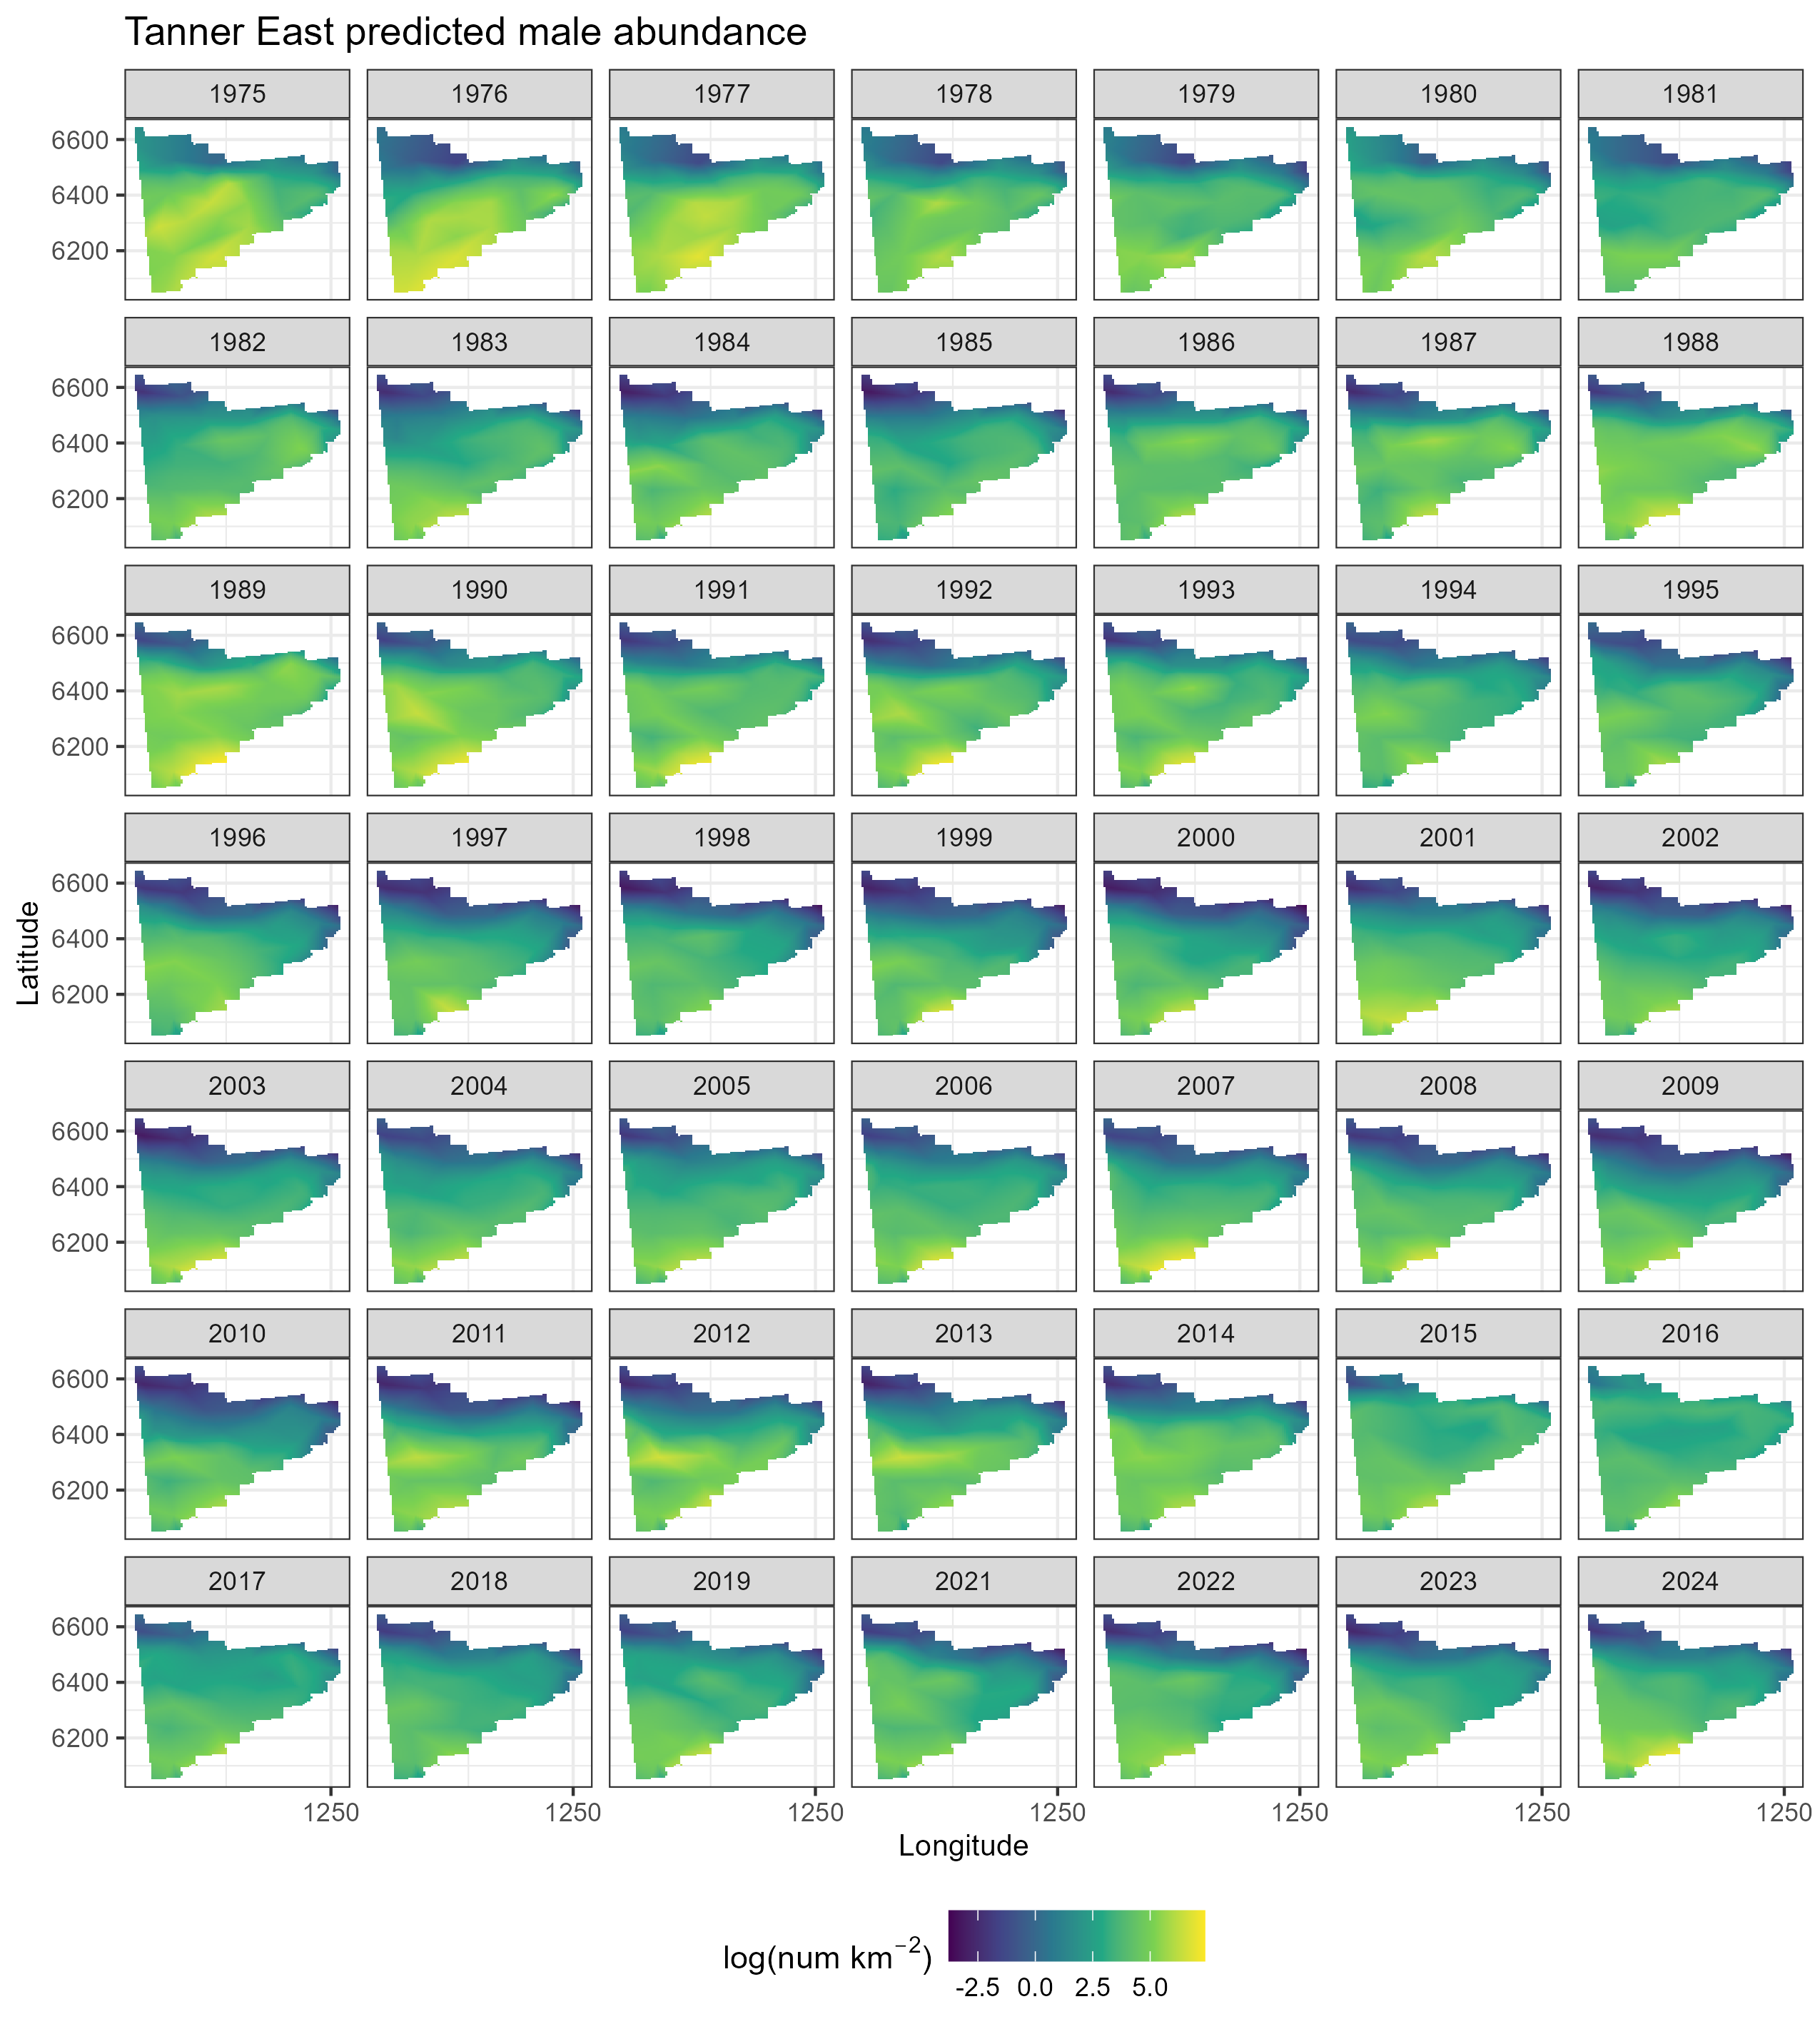 Tanner East predicted male abundance
1975 1976 1977 1978 1979 1980 1981
6600
6400
6200
1982 1983 1984 1985 1986 1987 1988
6600
6400
6200
1989 1990 1991 1992 1993 1994 1995
6600
6400
6200
1996 1997 1998 1999 2000 2001 2002
6600
6400
6200
Latitude
2003 2004 2005 2006 2007 2008 2009
6600
6400
6200
2010 2011 2012 2013 2014 2015 2016
6600
6400
6200
2017 2018 2019 2021 2022 2023 2024
6600
6400
6200
1250 1250 1250 1250 1250 1250 1250
Longitude
log(num km⁻²)
-2.5 0.0 2.5 5.0